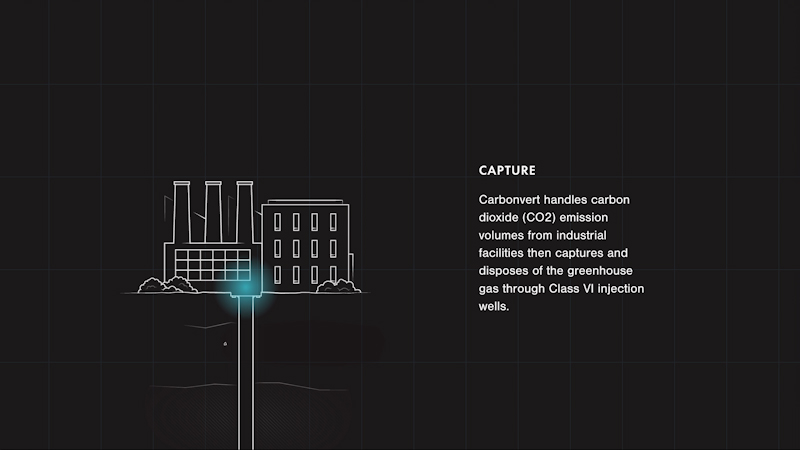 CAPTURE
Carbonvert handles carbon
dioxide (CO2) emission
volumes from industrial
facilities then captures and
disposes of the greenhouse
gas through Class VI injection
wells.